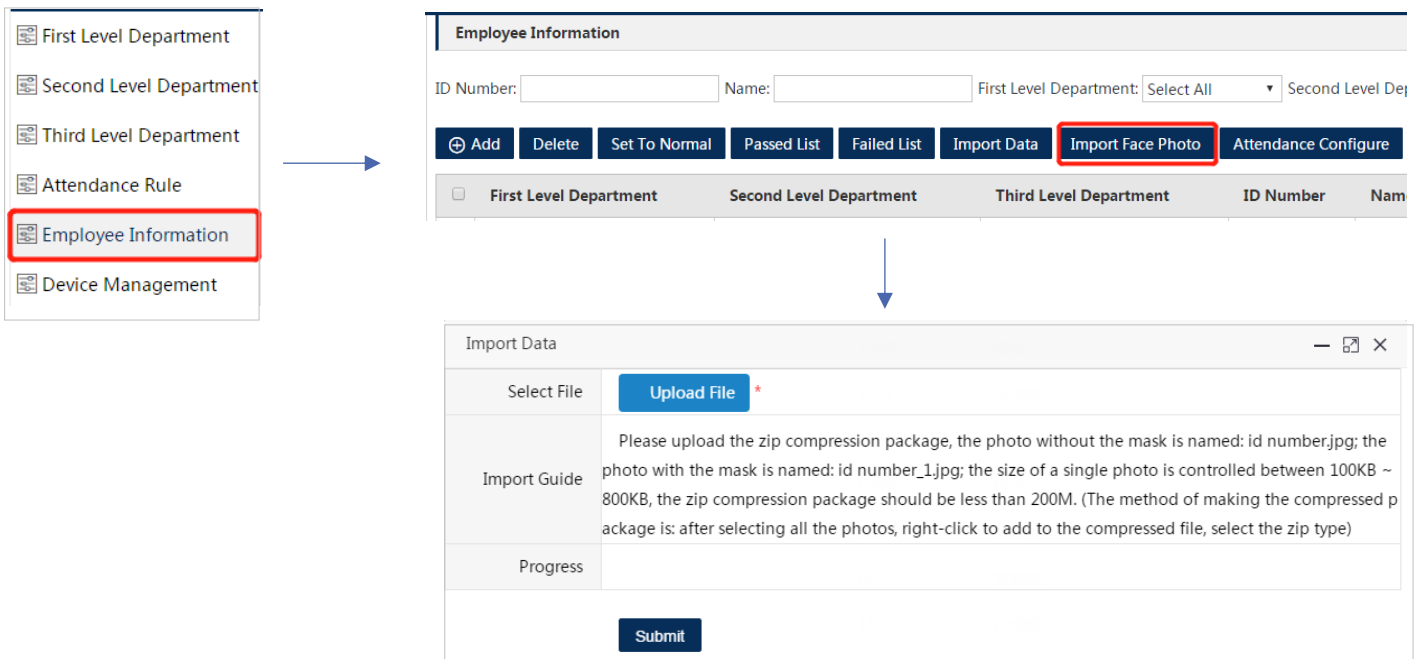 First Level Department
Second Level Department
Third Level Department
Attendance Rule
Employee Information
Device Management
Employee Information
ID Number: Name: First Level Department: Select All Second Level De
Add Delete Set To Normal Passed List Failed List Import Data Import Face Photo Attendance Configure
First Level Department Second Level Department Third Level Department ID Number Nam
Import Data
Select File Upload File *
Import Guide
Please upload the zip compression package, the photo without the mask is named: id number.jpg; the
photo with the mask is named: id number_1.jpg; the size of a single photo is controlled between 100KB ~
800KB, the zip compression package should be less than 200M. (The method of making the compressed p
ackage is: after selecting all the photos, right-click to add to the compressed file, select the zip type)
Progress
Submit